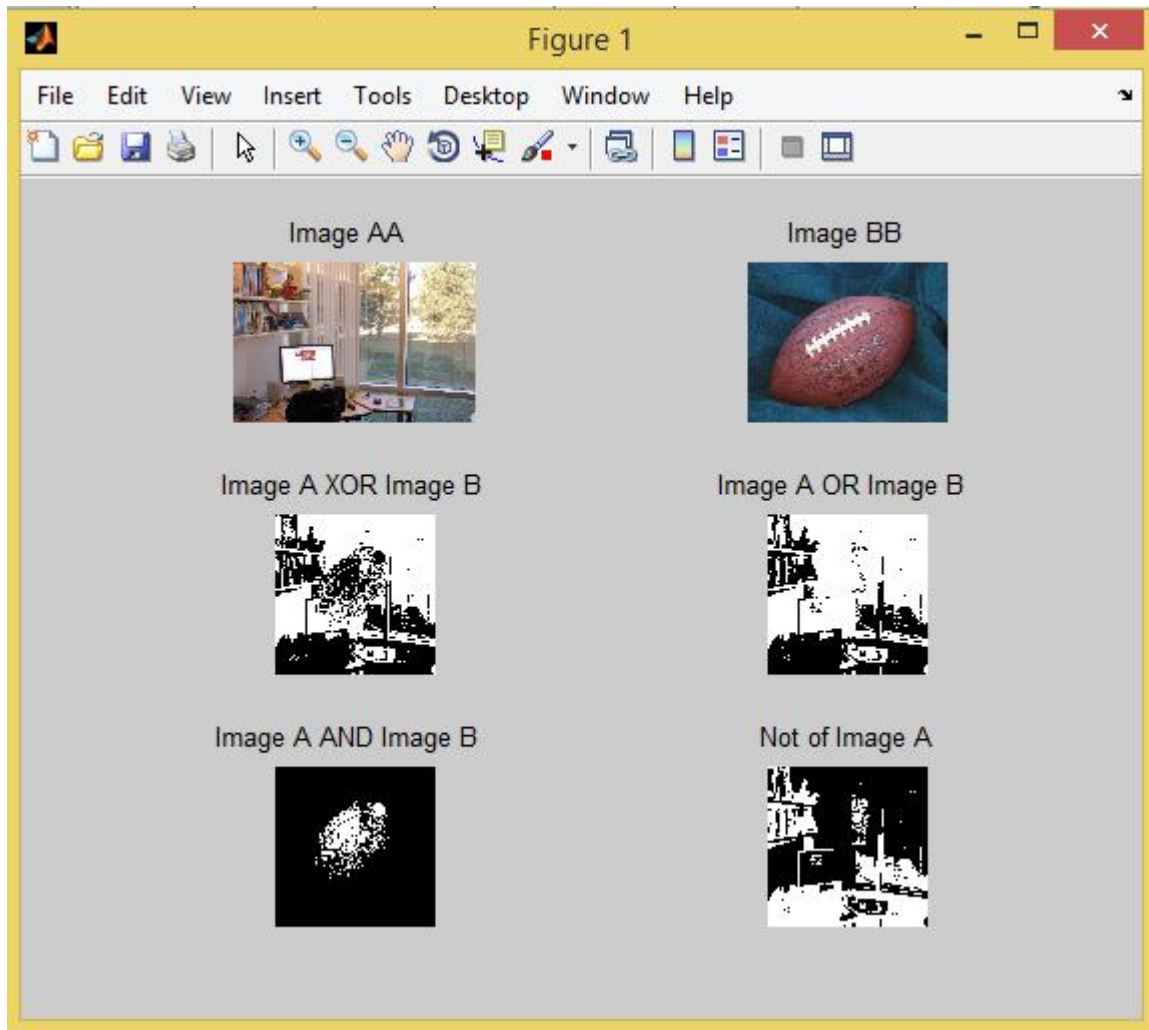 Figure 1
File Edit View Insert Tools Desktop Window Help
Image AA
Image BB
Image A XOR Image B
Image A OR Image B
Image A AND Image B
Not of Image A